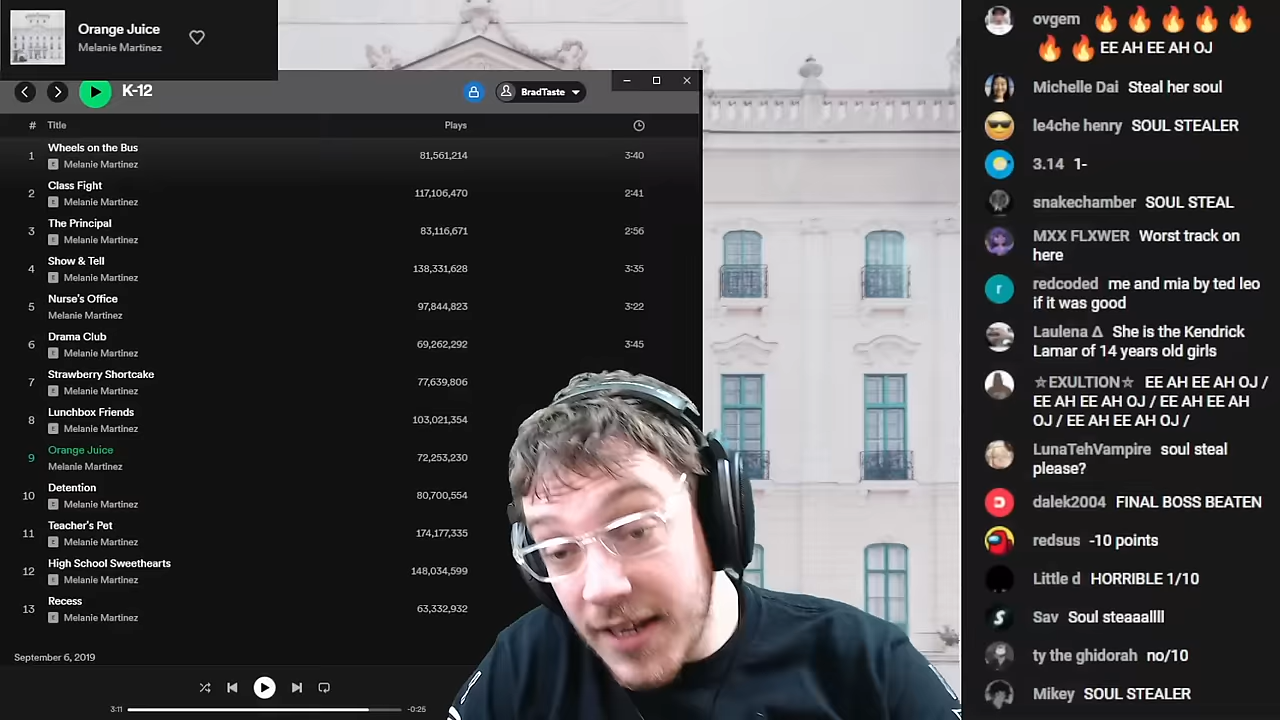 Orange Juice
Melanie Martinez
K-12
BradTaste
# Title Plays
1 Wheels on the Bus 81,561,214 3:40
E Melanie Martinez
2 Class Fight 117,106,470 2:41
E Melanie Martinez
3 The Principal 83,116,671 2:56
E Melanie Martinez
4 Show & Tell 138,331,628 3:35
E Melanie Martinez
5 Nurse's Office 97,844,823 3:22
Melanie Martinez
6 Drama Club 69,262,292 3:45
E Melanie Martinez
7 Strawberry Shortcake 77,639,806
E Melanie Martinez
8 Lunchbox Friends 103,021,354
E Melanie Martinez
9 Orange Juice 72,253,230
Melanie Martinez
10 Detention 80,700,554
E Melanie Martinez
11 Teacher's Pet 174,177,335
E Melanie Martinez
12 High School Sweethearts 148,034,599
E Melanie Martinez
13 Recess 63,332,932
E Melanie Martinez
September 6, 2019
3:11 -0:25
ovgem 🔥 🔥 🔥 🔥 🔥
🔥 🔥 EE AH EE AH OJ
Michelle Dai Steal her soul
le4che henry SOUL STEALER
3.14 1-
snakechamber SOUL STEAL
MXX FLXWER Worst track on
here
r redcoded me and mia by ted leo
if it was good
Laulena Δ She is the Kendrick
Lamar of 14 years old girls
☆EXULTION☆ EE AH EE AH OJ /
EE AH EE AH OJ / EE AH EE AH
OJ / EE AH EE AH OJ /
LunaTehVampire soul steal
please?
dalek2004 FINAL BOSS BEATEN
redsus -10 points
Little d HORRIBLE 1/10
S Sav Soul steaaallll
ty the ghidorah no/10
Mikey SOUL STEALER